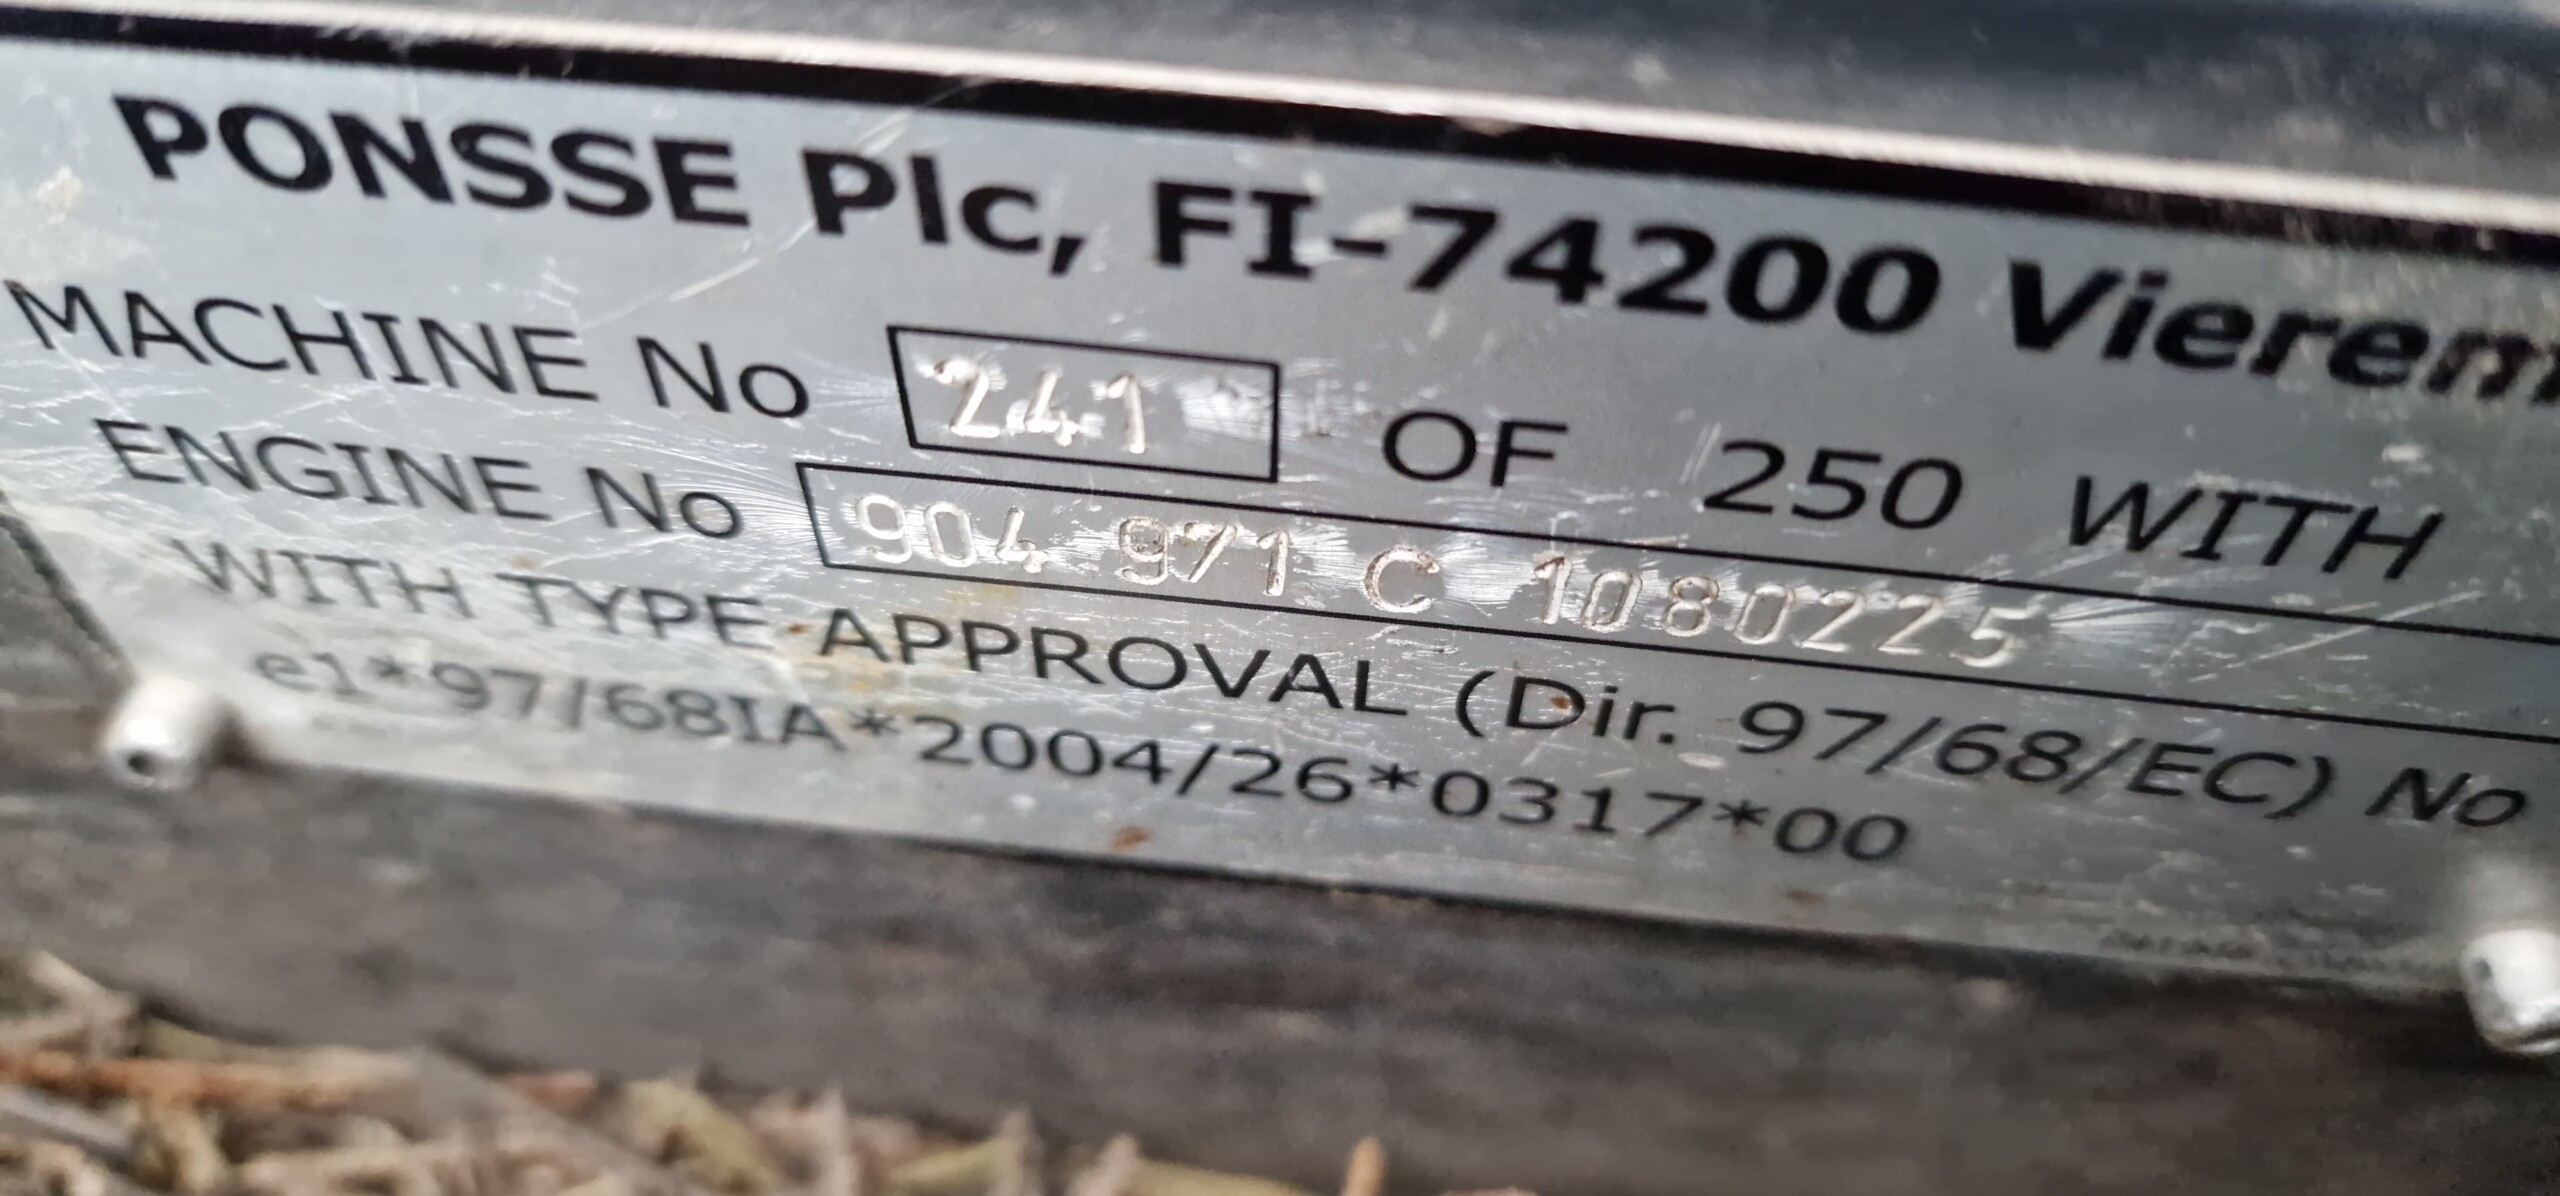 PONSSE Plc, FI-74200 Vierem
MACHINE No 241 OF 250 WITH
ENGINE No 904 971 C 1080225
WITH TYPE APPROVAL (Dir. 97/68/EC) No
e1*97/68IA*2004/26*0317*00